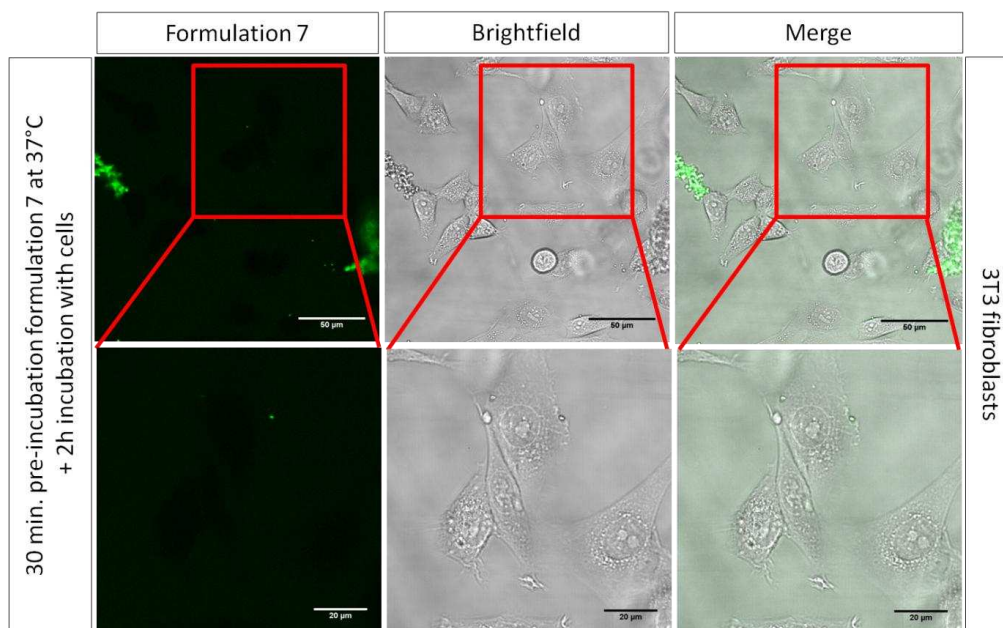 Formulation 7
Brightfield
Merge
30 min. pre-incubation formulation 7 at 37°C
+ 2h incubation with cells
3T3 fibroblasts
50 µm
50 µm
50 µm
20 µm
20 µm
20 µm